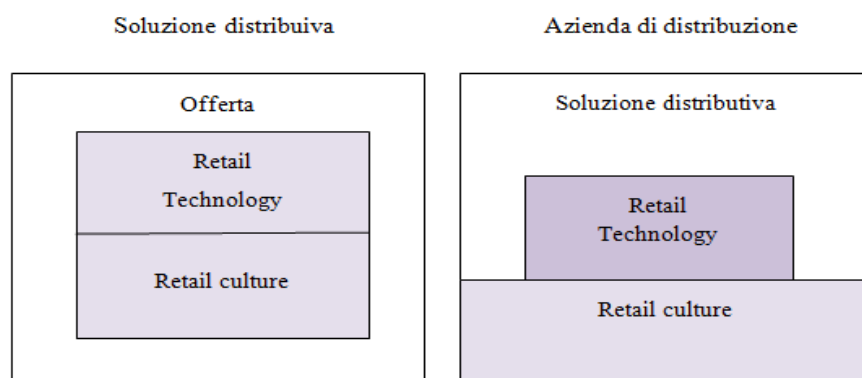 Soluzione distribuiva
Azienda di distribuzione
Offerta
Retail
Technology
Retail culture
Soluzione distributiva
Retail
Technology
Retail culture